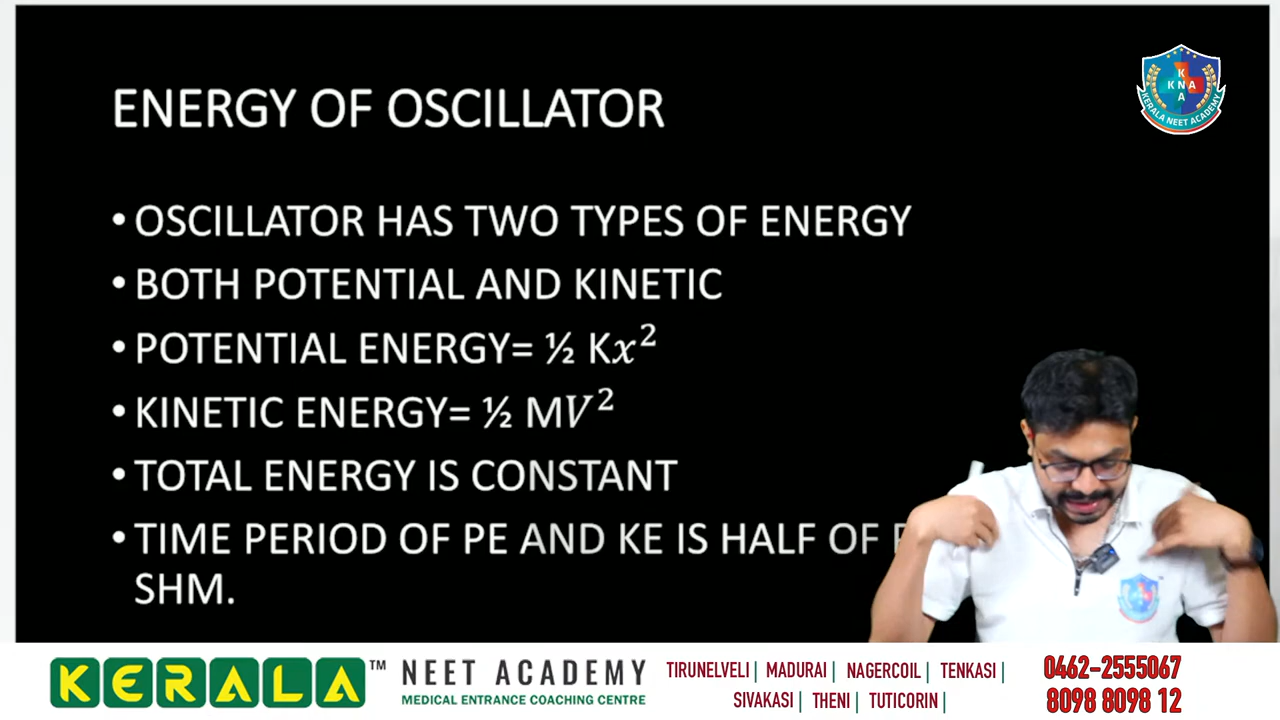 ENERGY OF OSCILLATOR
• OSCILLATOR HAS TWO TYPES OF ENERGY
• BOTH POTENTIAL AND KINETIC
• POTENTIAL ENERGY= ½ Kx²
• KINETIC ENERGY= ½ MV²
• TOTAL ENERGY IS CONSTANT
• TIME PERIOD OF PE AND KE IS HALF OF
SHM.
K
K N A
A
KERALA NEET ACADEMY
KERALA™ NEET ACADEMY
MEDICAL ENTRANCE COACHING CENTRE
TIRUNELVELI | MADURAI | NAGERCOIL | TENKASI |
SIVAKASI | THENI | TUTICORIN |
0462-2555067
8098 8098 12